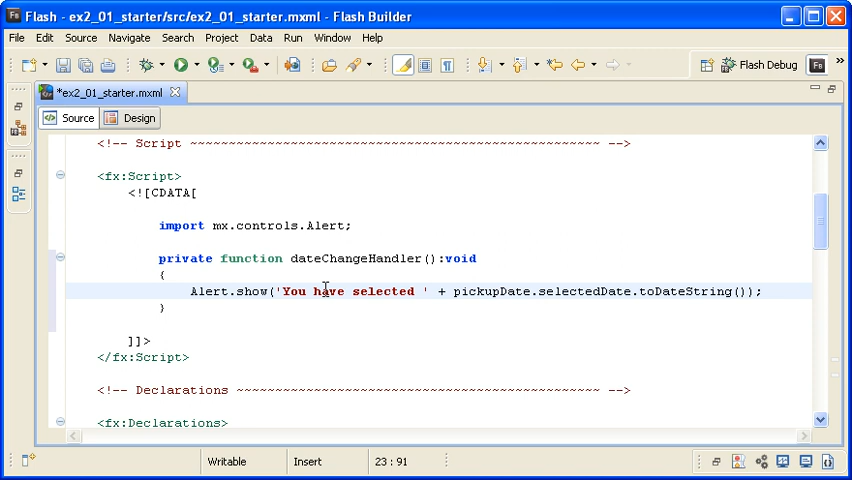 Flash - ex2_01_starter/src/ex2_01_starter.mxml - Flash Builder
File Edit Source Navigate Search Project Data Run Window Help
Flash Debug
*ex2_01_starter.mxml
Source Design
<!-- Script ~~~~~~~~~~~~~~~~~~~~~~~~~~~~~~~~~~~~~~~~~~~~~~~~~~~~~ -->
<fx:Script>
<![CDATA[
import mx.controls.Alert;
private function dateChangeHandler():void
{
Alert.show('You have selected ' + pickupDate.selectedDate.toDateString());
}
]]>
</fx:Script>
<!-- Declarations ~~~~~~~~~~~~~~~~~~~~~~~~~~~~~~~~~~~~~~~~~~~~~~~ -->
<fx:Declarations>
Writable Insert 23 : 91